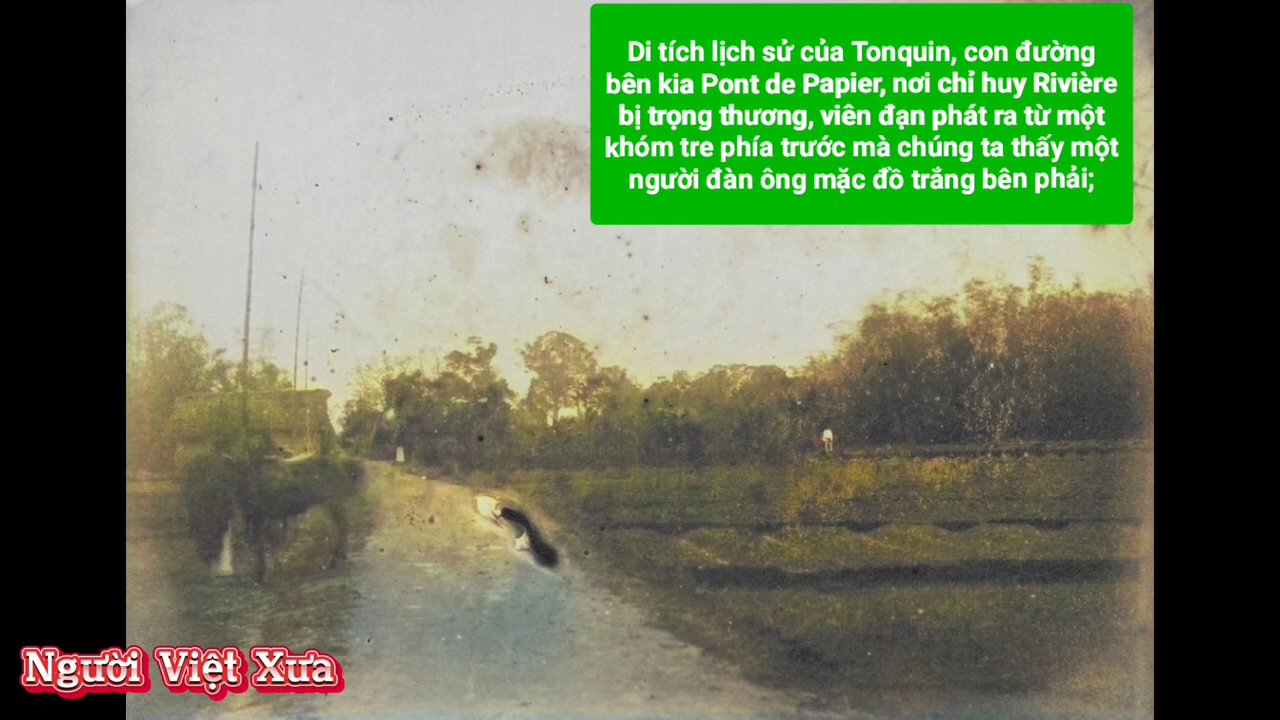 Di tích lịch sử của Tonquin, con đường
bên kia Pont de Papier, nơi chỉ huy Rivière
bị trọng thương, viên đạn phát ra từ một
khóm tre phía trước mà chúng ta thấy một
người đàn ông mặc đồ trắng bên phải;
Người Việt Xưa